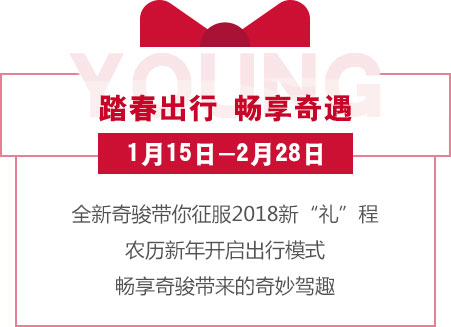 YOUNG
踏春出行 畅享奇遇
1月15日–2月28日
全新奇骏带你征服2018新“礼”程
农历新年开启出行模式
畅享奇骏带来的奇妙驾趣